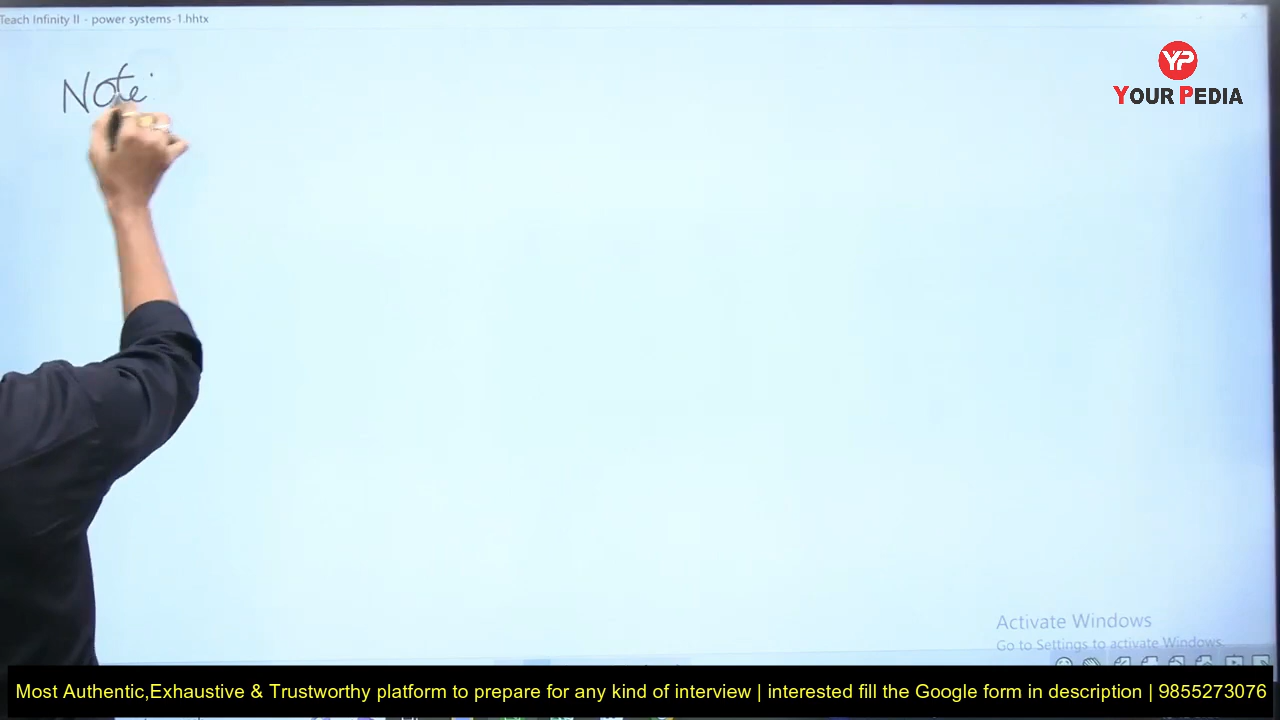 Teach Infinity II - power systems-1.hhtx
YP
YOUR PEDIA
Note:
Activate Windows
Go to Settings to activate Windows.
Most Authentic,Exhaustive & Trustworthy platform to prepare for any kind of interview | interested fill the Google form in description | 9855273076